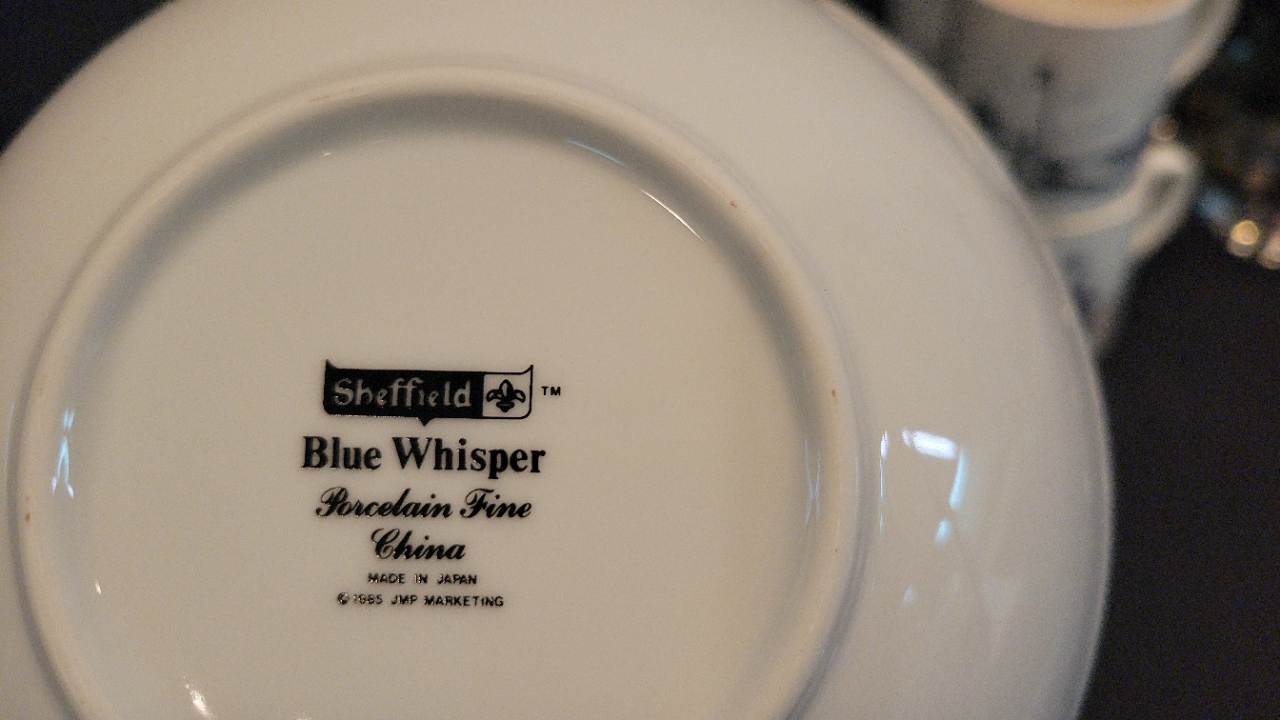 Sheffield TM
Blue Whisper
Porcelain Fine
China
MADE IN JAPAN
© 1985 JMP MARKETING